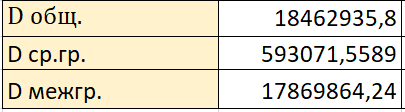 D общ. 18462935,8
D ср.гр. 593071,5589
D межгр. 17869864,24